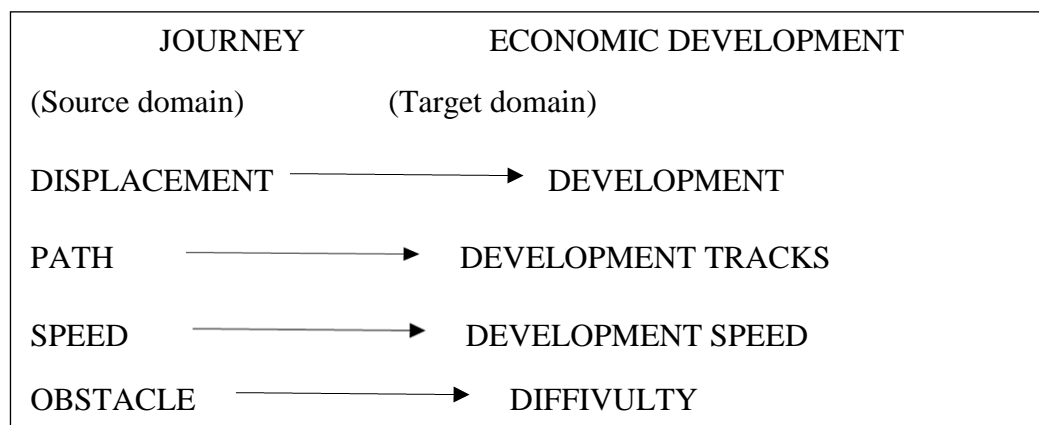 JOURNEY ECONOMIC DEVELOPMENT
(Source domain) (Target domain)
DISPLACEMENT DEVELOPMENT
PATH DEVELOPMENT TRACKS
SPEED DEVELOPMENT SPEED
OBSTACLE DIFFIVULTY